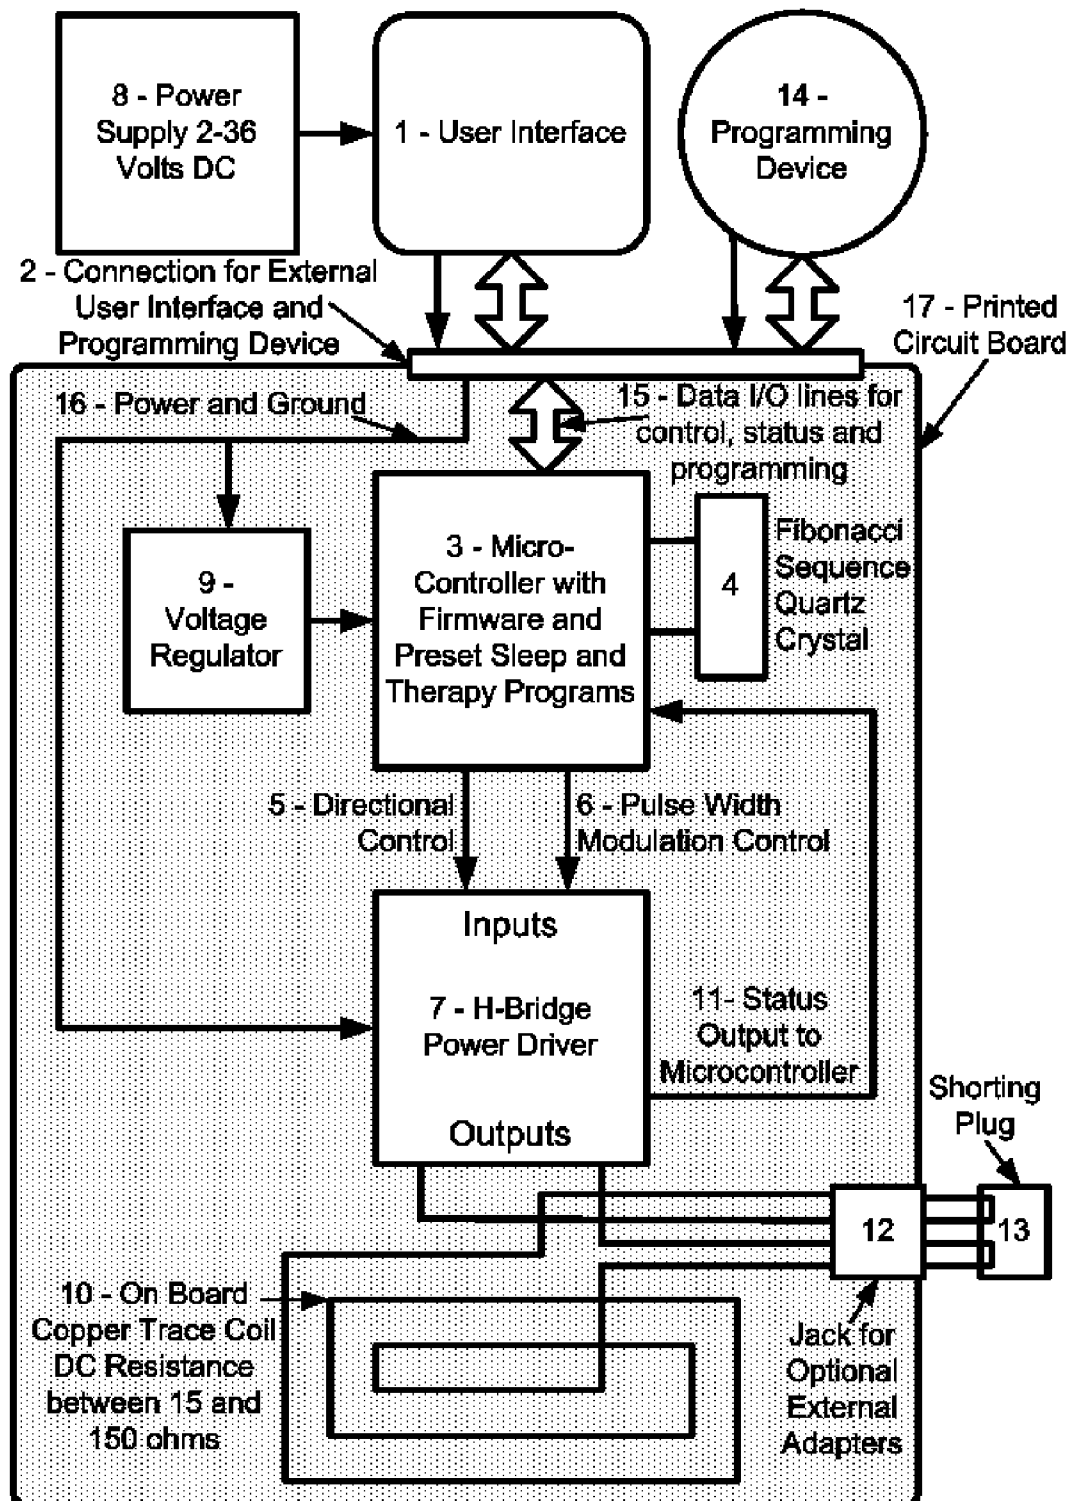 8 - Power
Supply 2-36
Volts DC
1 - User Interface
14 -
Programming
Device
2 - Connection for External
User Interface and
Programming Device
17 - Printed
Circuit Board
16 - Power and Ground
15 - Data I/O lines for
control, status and
programming
9 -
Voltage
Regulator
3 - Micro-
Controller with
Firmware and
Preset Sleep and
Therapy Programs
4
Fibonacci
Sequence
Quartz
Crystal
5 - Directional
Control
6 - Pulse Width
Modulation Control
Inputs
7 - H-Bridge
Power Driver
Outputs
11- Status
Output to
Microcontroller
Shorting
Plug
12
13
10 - On Board
Copper Trace Coil
DC Resistance
between 15 and
150 ohms
Jack for
Optional
External
Adapters